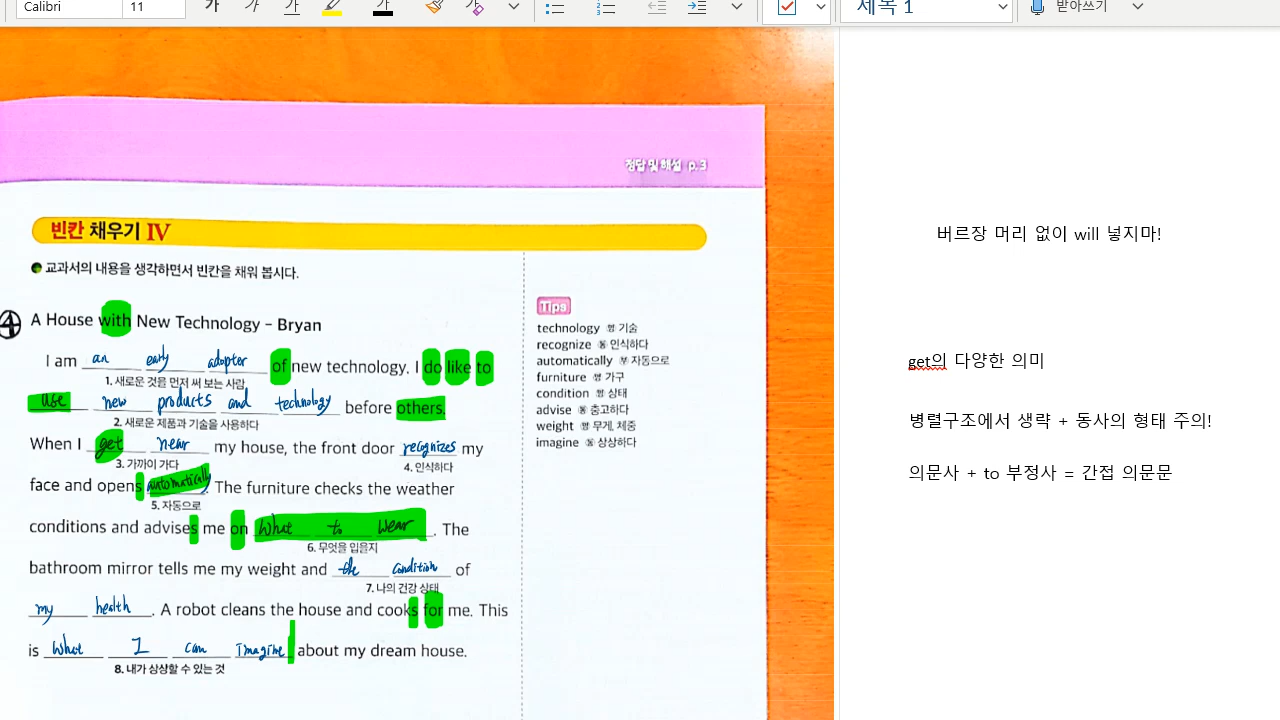 Calibri 11 가 가 가 가 가 제목 1 받아쓰기
정답 및 해설 p.3
빈칸 채우기 IV
교과서의 내용을 생각하면서 빈칸을 채워 봅시다.
4 A House with New Technology – Bryan
I am an early adopter of new technology. I do like to
1. 새로운 것을 먼저 써 보는 사람
use new products and technology before others.
2. 새로운 제품과 기술을 사용하다
When I get near my house, the front door recognizes my
3. 가까이 가다 4. 인식하다
face and opens automatically. The furniture checks the weather
5. 자동으로
conditions and advises me on what to wear. The
6. 무엇을 입을지
bathroom mirror tells me my weight and the condition of
7. 나의 건강 상태
my health. A robot cleans the house and cooks for me. This
is what I can imagine about my dream house.
8. 내가 상상할 수 있는 것
Tips
technology 명 기술
recognize 동 인식하다
automatically 부 자동으로
furniture 명 가구
condition 명 상태
advise 동 충고하다
weight 명 무게, 체중
imagine 동 상상하다
버르장 머리 없이 will 넣지마!
get의 다양한 의미
병렬구조에서 생략 + 동사의 형태 주의!
의문사 + to 부정사 = 간접 의문문